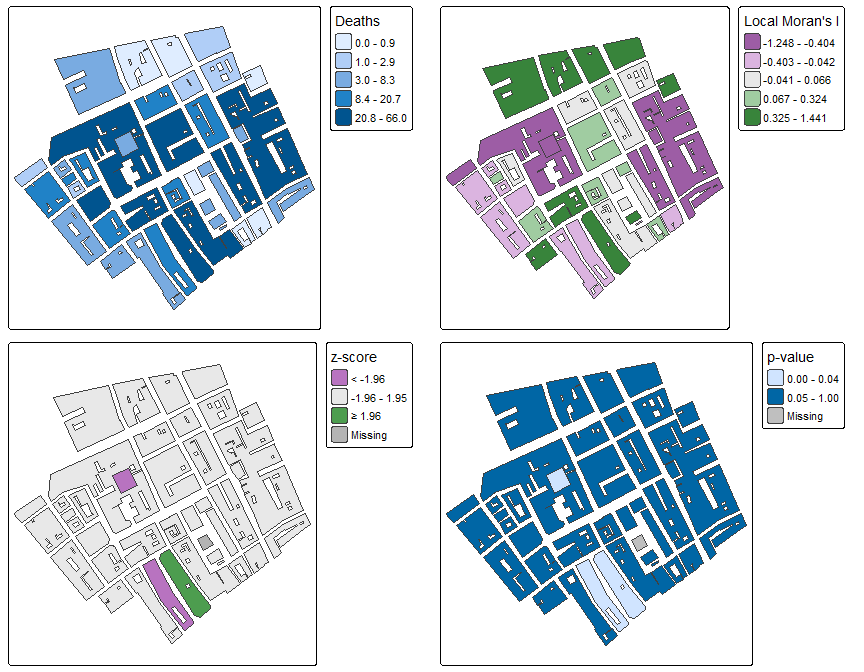 Deaths
0.0 - 0.9
1.0 - 2.9
3.0 - 8.3
8.4 - 20.7
20.8 - 66.0
Local Moran's I
-1.248 - -0.404
-0.403 - -0.042
-0.041 - 0.066
0.067 - 0.324
0.325 - 1.441
z-score
< -1.96
-1.96 - 1.95
≥ 1.96
Missing
p-value
0.00 - 0.04
0.05 - 1.00
Missing